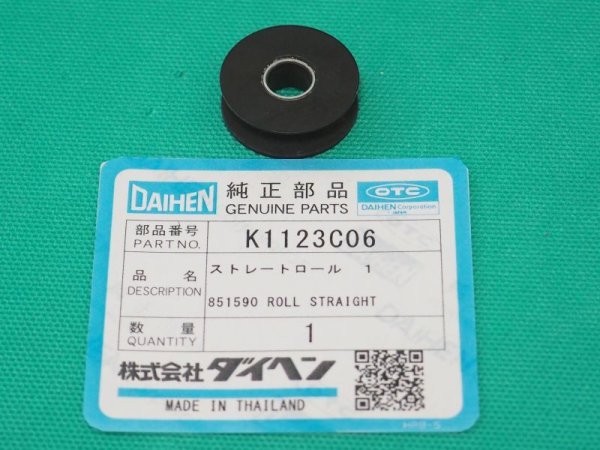 DAIHEN 純正部品 OTC
GENUINE PARTS DAIHEN Corporation
部品番号 K1123C06
PART NO.
品名 ストレートロール 1
DESCRIPTION 851590 ROLL STRAIGHT
数量 1
QUANTITY
株式会社ダイヘン
MADE IN THAILAND